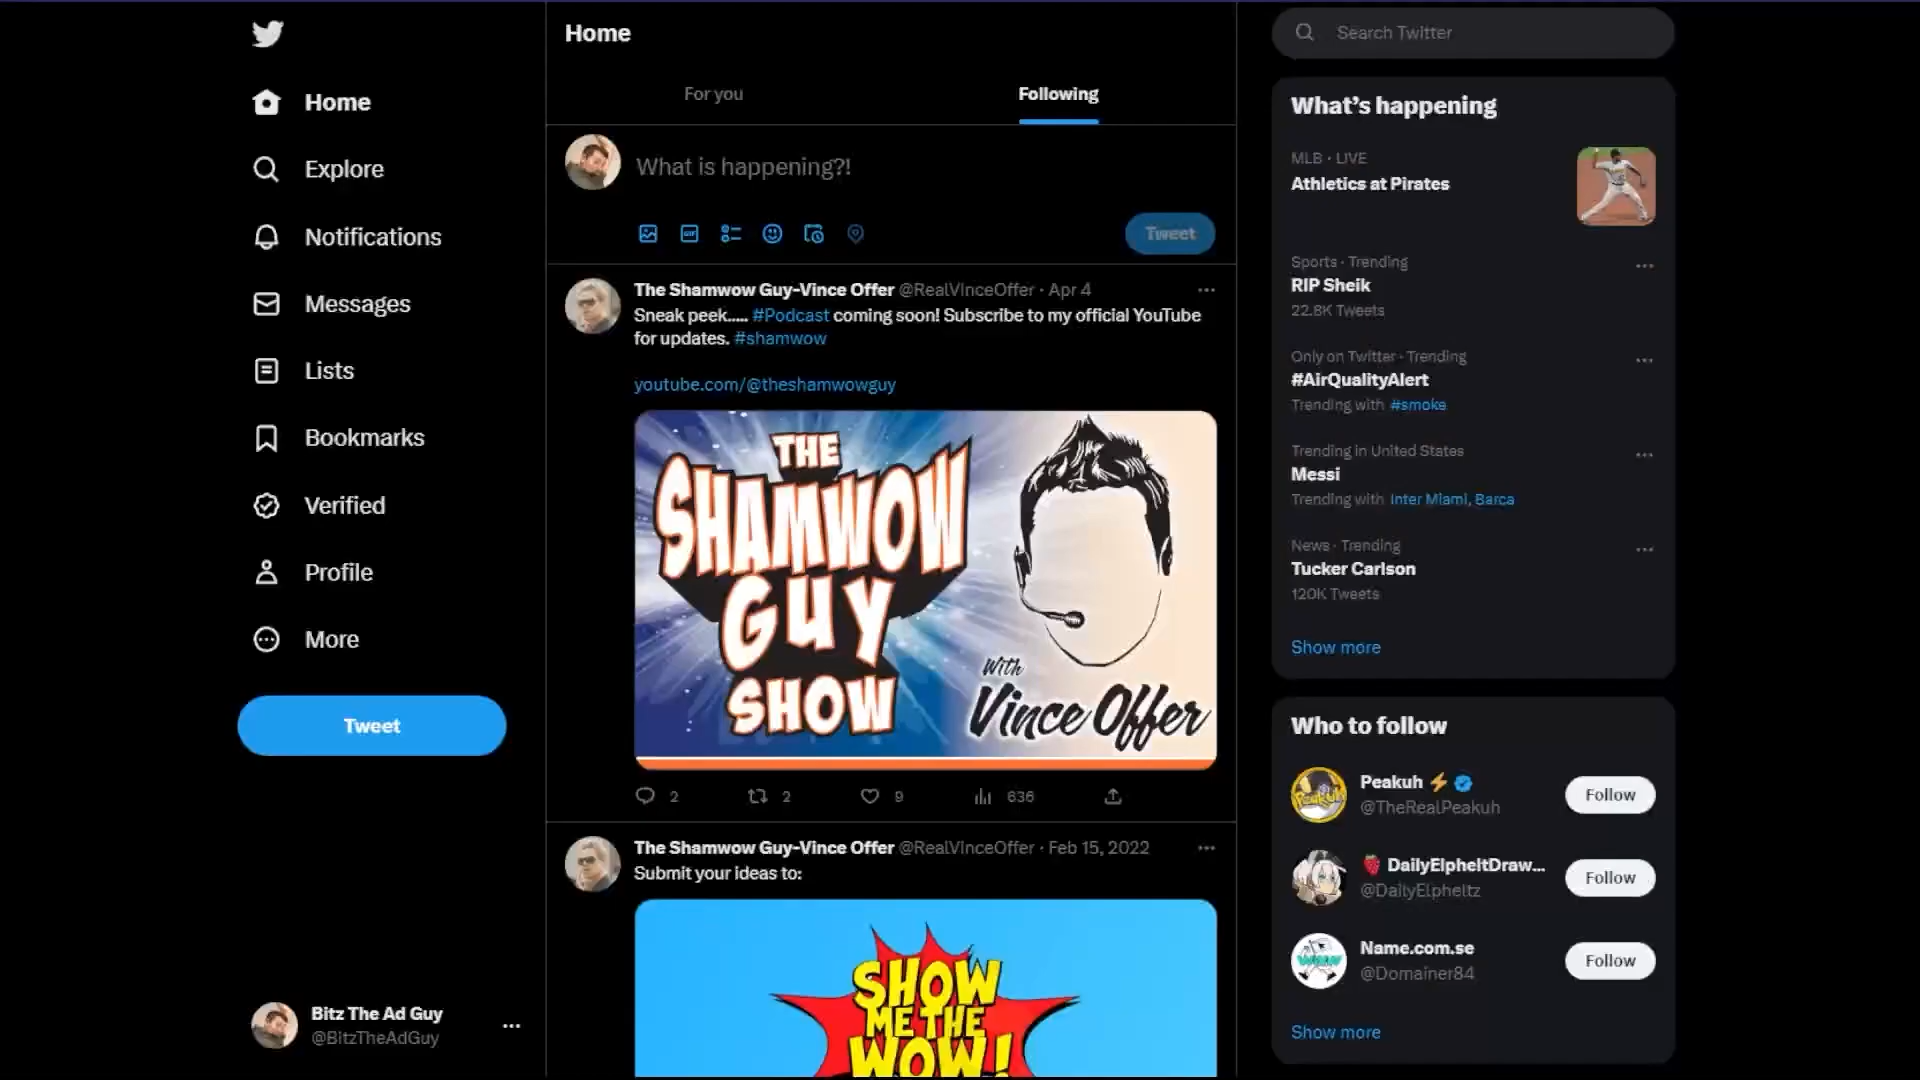 Home
Explore
Notifications
Messages
Lists
Bookmarks
Verified
Profile
More
Tweet
Bitz The Ad Guy
@BitzTheAdGuy
Home
For you
Following
What is happening?!
GIF
Tweet
The Shamwow Guy-Vince Offer @RealVInceOffer · Apr 4
Sneak peek..... #Podcast coming soon! Subscribe to my official YouTube
for updates. #shamwow
youtube.com/@theshamwowguy
THE
SHAMWOW
GUY
SHOW
With
Vince Offer
2
2
9
636
The Shamwow Guy-Vince Offer @RealVInceOffer · Feb 15, 2022
Submit your ideas to:
SHOW
ME THE
WOW!
Search Twitter
What's happening
MLB · LIVE
Athletics at Pirates
Sports · Trending
RIP Sheik
22.8K Tweets
Only on Twitter · Trending
#AirQualityAlert
Trending with #smoke
Trending in United States
Messi
Trending with Inter Miami, Barca
News · Trending
Tucker Carlson
120K Tweets
Show more
Who to follow
Peakuh
@TheRealPeakuh
Follow
Peakuh
DailyElpheltDraw...
@DailyElpheltz
Follow
Name.com.se
@Domainer84
Follow
Show more